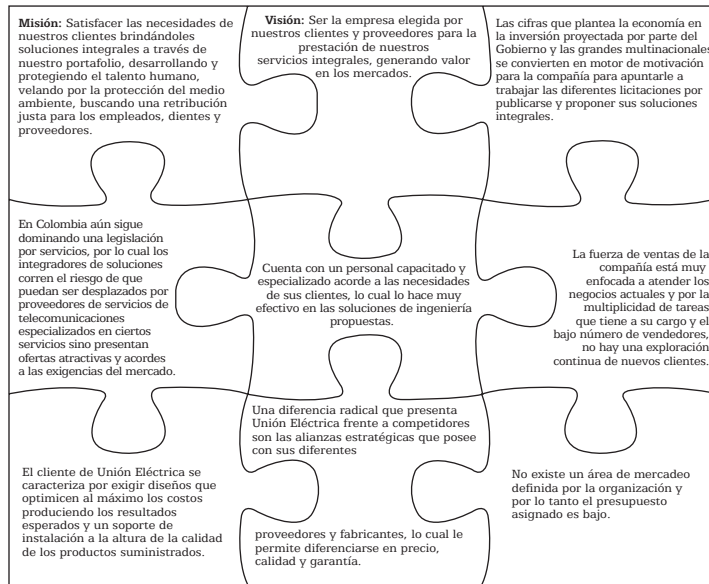 Misión: Satisfacer las necesidades de
nuestros clientes brindándoles
soluciones integrales a través de
nuestro portafolio, desarrollando y
protegiendo el talento humano,
velando por la protección del medio
ambiente, buscando una retribución
justa para los empleados, dientes y
proveedores.
Visión: Ser la empresa elegida por
nuestros clientes y proveedores para la
prestación de nuestros
servicios integrales, generando valor
en los mercados.
Las cifras que plantea la economía en
la inversión proyectada por parte del
Gobierno y las grandes multinacionales
se convierten en motor de motivación
para la compañía para apuntarle a
trabajar las diferentes licitaciones por
publicarse y proponer sus soluciones
integrales.
En Colombia aún sigue
dominando una legislación
por servicios, por lo cual los
integradores de soluciones
corren el riesgo de que
puedan ser desplazados por
proveedores de servicios de
telecomunicaciones
especializados en ciertos
servicios sino presentan
ofertas atractivas y acordes
a las exigencias del mercado.
Cuenta con un personal capacitado y
especializado acorde a las necesidades
de sus clientes, lo cual lo hace muy
efectivo en las soluciones de ingeniería
propuestas.
La fuerza de ventas de la
compañía está muy
enfocada a atender los
negocios actuales y por la
multiplicidad de tareas
que tiene a su cargo y el
bajo número de vendedores,
no hay una exploración
continua de nuevos clientes.
El cliente de Unión Eléctrica se
caracteriza por exigir diseños que
optimicen al máximo los costos
produciendo los resultados
esperados y un soporte de
instalación a la altura de la calidad
de los productos suministrados.
Una diferencia radical que presenta
Unión Eléctrica frente a competidores
son las alianzas estratégicas que posee
con sus diferentes
proveedores y fabricantes, lo cual le
permite diferenciarse en precio,
calidad y garantía.
No existe un área de mercadeo
definida por la organización y
por lo tanto el presupuesto
asignado es bajo.